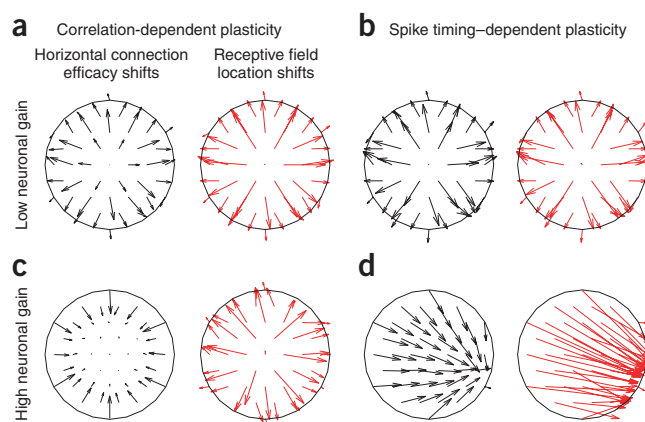 a
Correlation-dependent plasticity
Horizontal connection
efficacy shifts
Receptive field
location shifts
b
Spike timing–dependent plasticity
Low neuronal gain
c
d
High neuronal gain